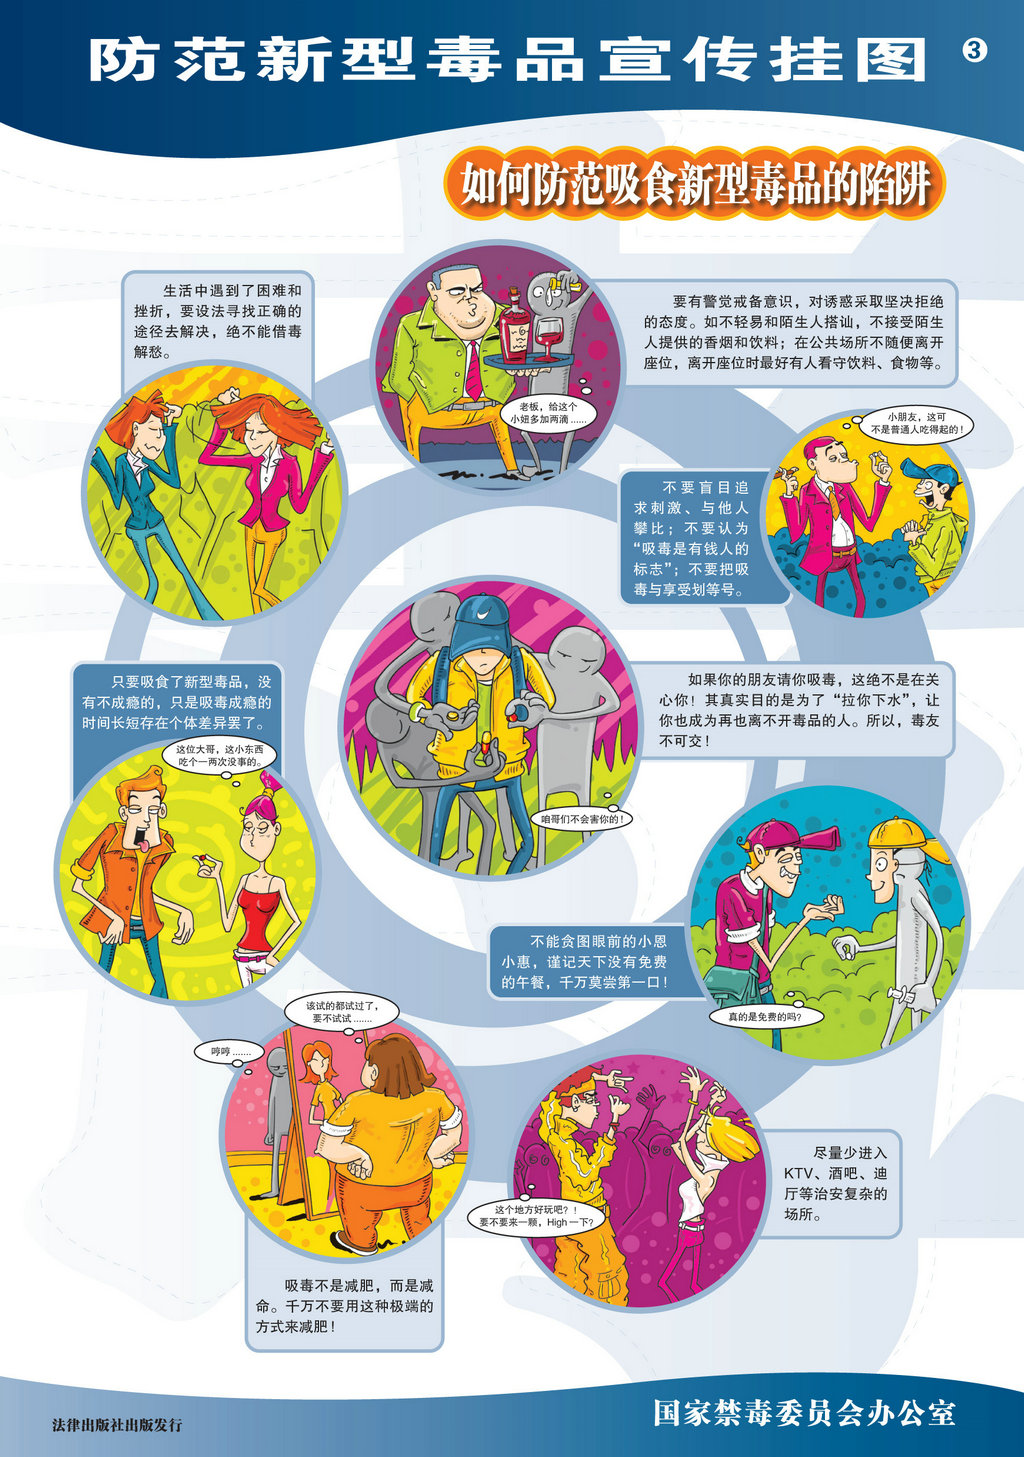 防范新型毒品宣传挂图 3
如何防范吸食新型毒品的陷阱
生活中遇到了困难和
挫折，要设法寻找正确的
途径去解决，绝不能借毒
解愁。
要有警觉戒备意识，对诱惑采取坚决拒绝
的态度。如不轻易和陌生人搭讪，不接受陌生
人提供的香烟和饮料；在公共场所不随便离开
座位，离开座位时最好有人看守饮料、食物等。
老板，给这个
小妞多加两滴......
小朋友，这可
不是普通人吃得起的！
不要盲目追
求刺激、与他人
攀比；不要认为
“吸毒是有钱人的
标志”；不要把吸
毒与享受划等号。
只要吸食了新型毒品，没
有不成瘾的，只是吸毒成瘾的
时间长短存在个体差异罢了。
这位大哥，这小东西
吃个一两次没事的。
如果你的朋友请你吸毒，这绝不是在关
心你！其真实目的是为了“拉你下水”，让
你也成为再也离不开毒品的人。所以，毒友
不可交！
咱哥们不会害你的！
不能贪图眼前的小恩
小惠，谨记天下没有免费
的午餐，千万莫尝第一口！
真的是免费的吗？
该试的都试过了，
要不试试.......
哼哼.......
吸毒不是减肥，而是减
命。千万不要用这种极端的
方式来减肥！
这个地方好玩吧？！
要不要来一颗，High一下？
尽量少进入
KTV、酒吧、迪
厅等治安复杂的
场所。
法律出版社出版发行
国家禁毒委员会办公室